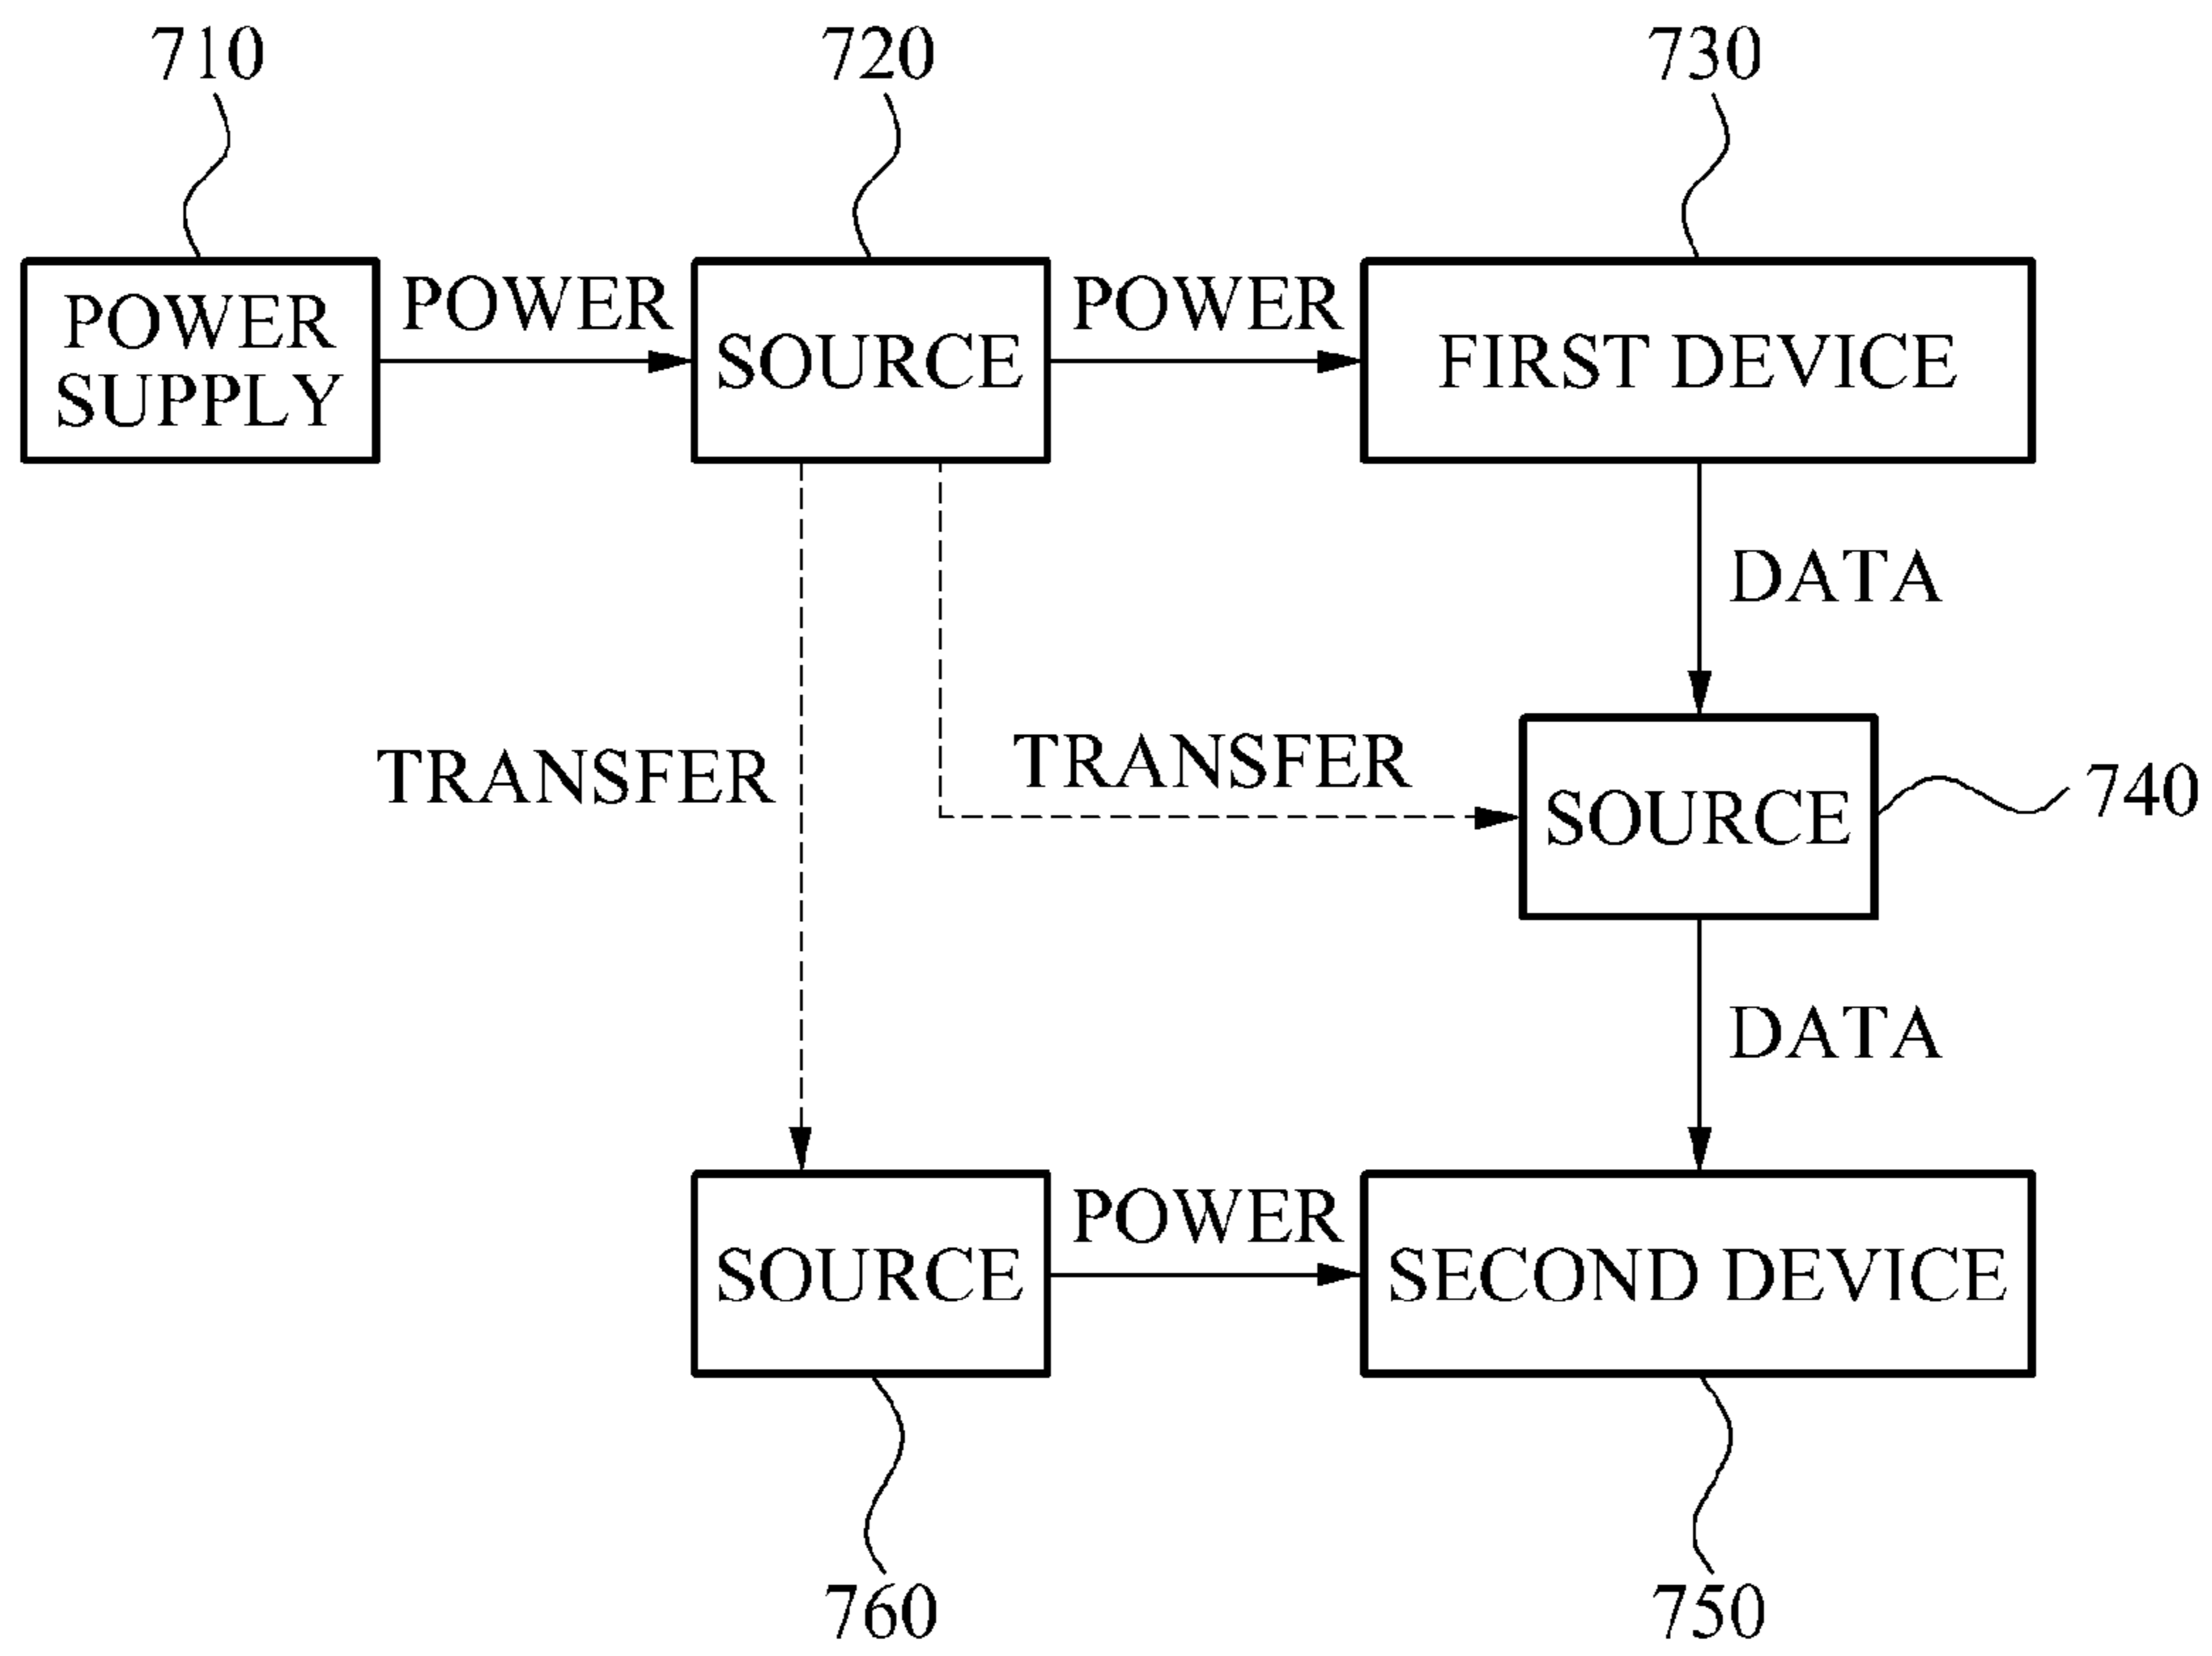 710
720
730
POWER
SUPPLY
POWER
SOURCE
POWER
FIRST DEVICE
DATA
TRANSFER
TRANSFER
SOURCE
740
DATA
SOURCE
POWER
SECOND DEVICE
760
750